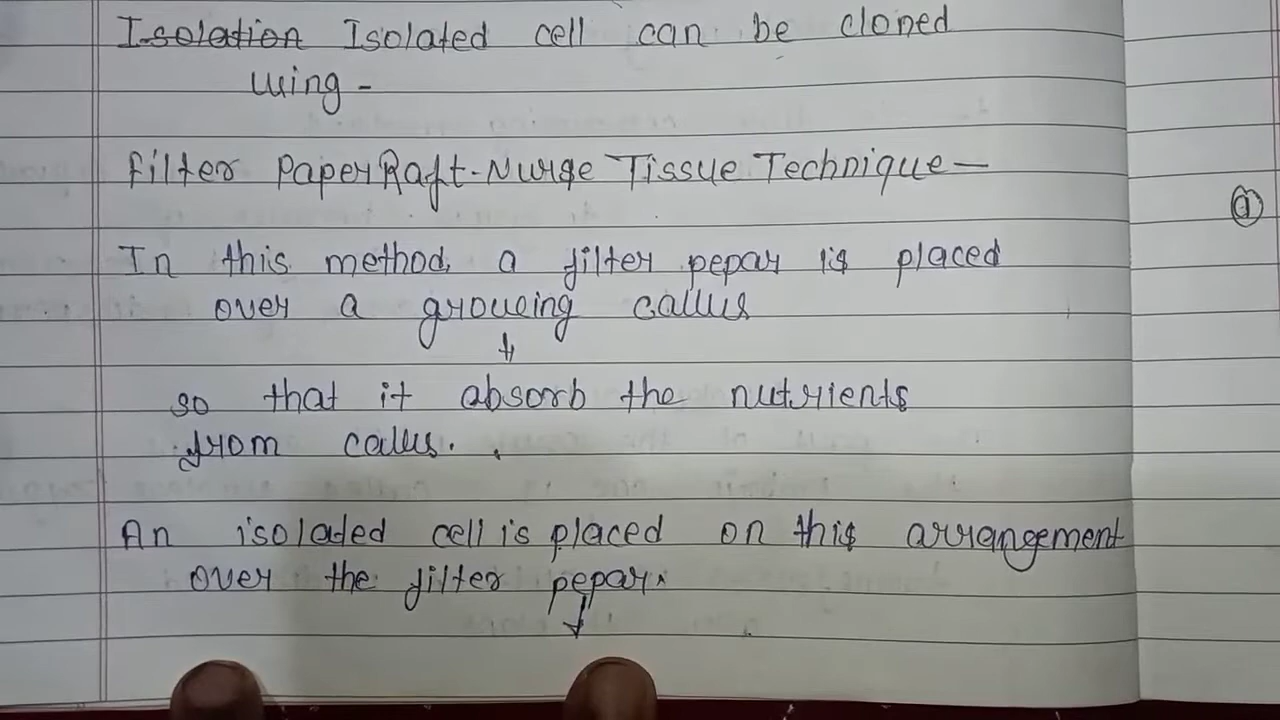 Isolation Isolated cell can be cloned
using -
Filter Paper Raft-Nurse Tissue Technique —
In this method, a filter pepar is placed
over a groueing callus
↓
so that it absorb the nutrients
from callus.
An isolated cell is placed on this arrangement
over the filter pepar.
↓
a